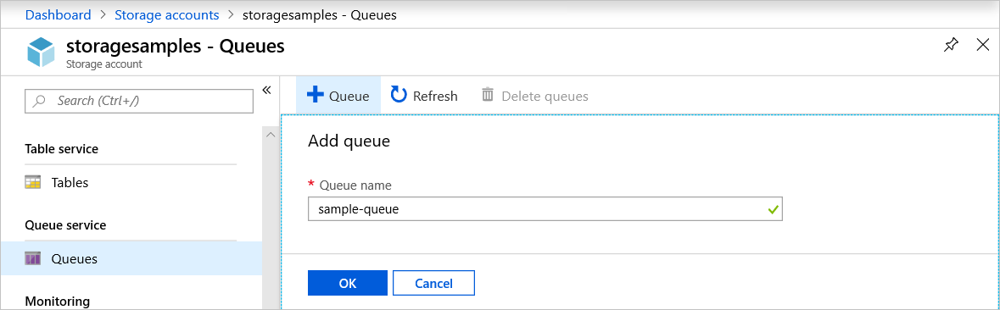 Dashboard > Storage accounts > storagesamples - Queues
storagesamples - Queues
Storage account
Search (Ctrl+/)
«
Table service
Tables
Queue service
Queues
Monitoring
+ Queue Refresh Delete queues
Add queue
* Queue name
sample-queue
OK Cancel